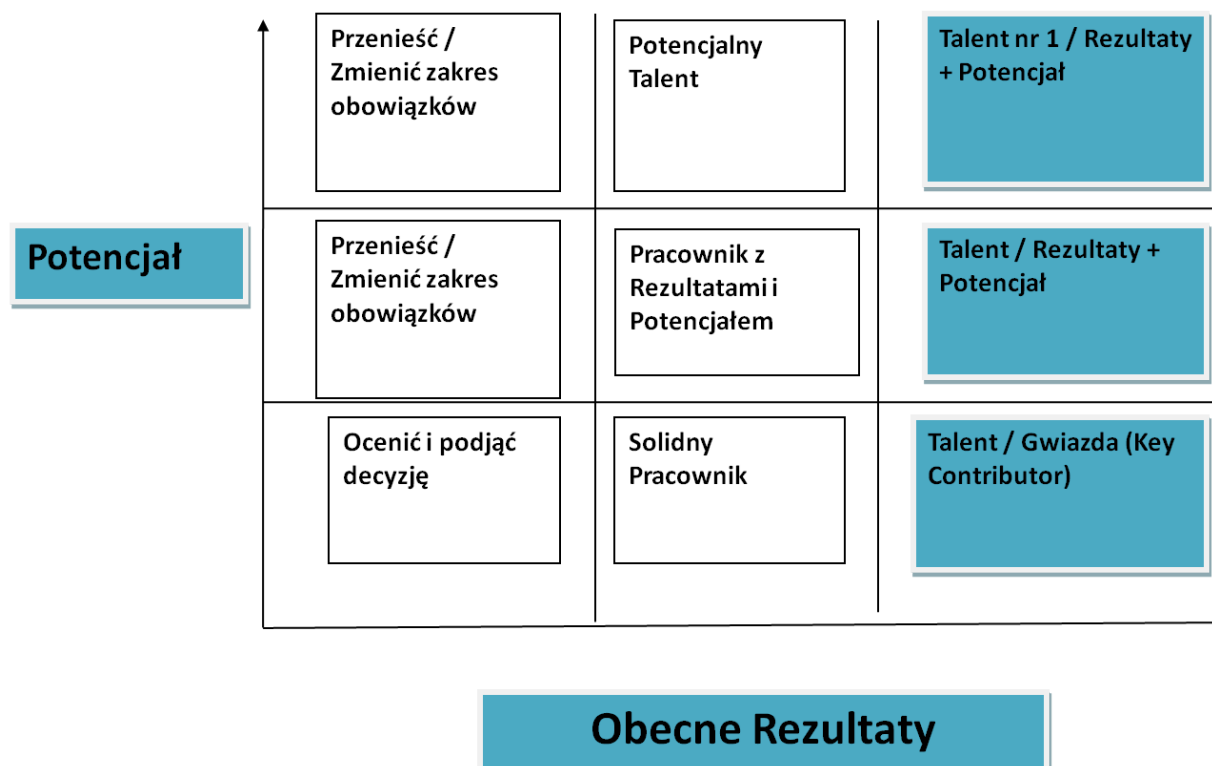 Przenieść /
Zmienić zakres
obowiązków
Potencjalny
Talent
Talent nr 1 / Rezultaty
+ Potencjał
Potencjał
Przenieść /
Zmienić zakres
obowiązków
Pracownik z
Rezultatami i
Potencjałem
Talent / Rezultaty +
Potencjał
Ocenić i podjąć
decyzję
Solidny
Pracownik
Talent / Gwiazda (Key
Contributor)
Obecne Rezultaty